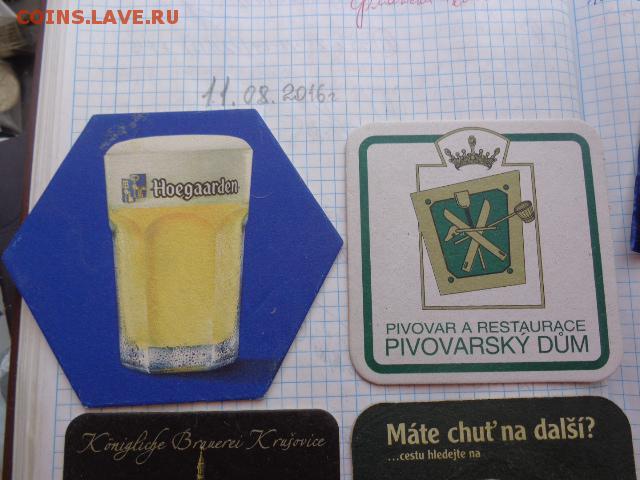 COINS.LAVE.RU
11.08.2016г
Hoegaarden
PIVOVAR A RESTAURACE
PIVOVARSKÝ DŮM
Königliche Brauerei Krušovice
Máte chuť na další?
...cestu hledejte na